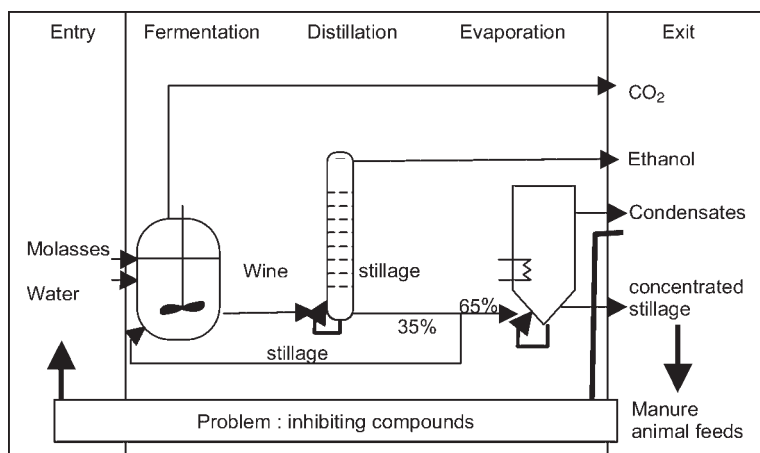 Entry
Fermentation
Distillation
Evaporation
Exit
CO₂
Ethanol
Condensates
Molasses
Water
Wine
stillage
65%
concentrated
stillage
35%
stillage
Problem : inhibiting compounds
Manure
animal feeds